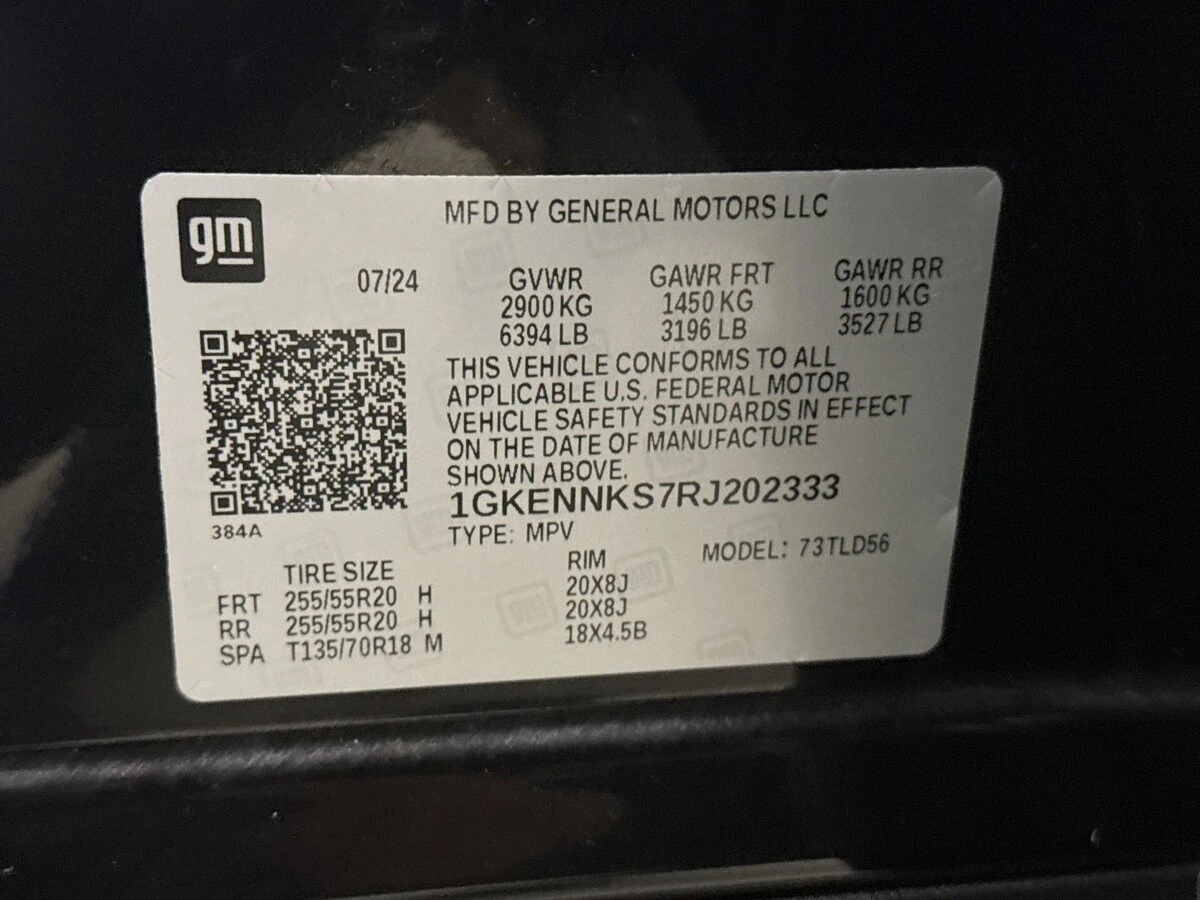 gm
MFD BY GENERAL MOTORS LLC
07/24 GVWR GAWR FRT GAWR RR
2900 KG 1450 KG 1600 KG
6394 LB 3196 LB 3527 LB
THIS VEHICLE CONFORMS TO ALL
APPLICABLE U.S. FEDERAL MOTOR
VEHICLE SAFETY STANDARDS IN EFFECT
ON THE DATE OF MANUFACTURE
SHOWN ABOVE.
1GKENNKS7RJ202333
384A
TYPE: MPV MODEL: 73TLD56
TIRE SIZE RIM
FRT 255/55R20 H 20X8J
RR 255/55R20 H 20X8J
SPA T135/70R18 M 18X4.5B